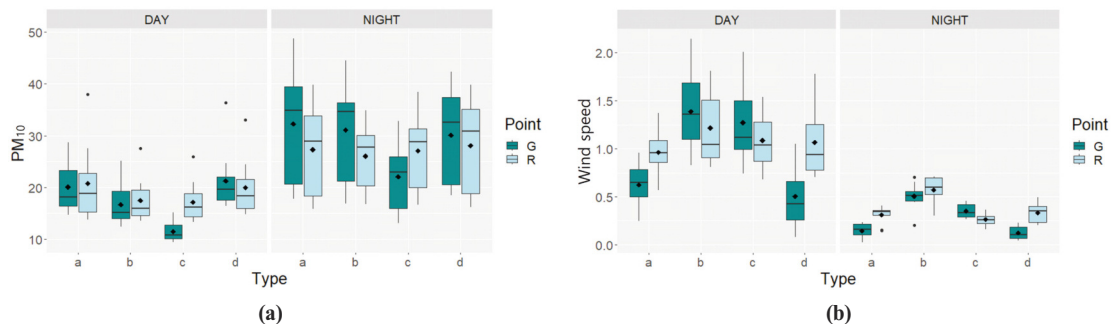 DAY NIGHT
50
40
30
20
10
PM10
a b c d a b c d
Type
Point
G
R
(a)
DAY NIGHT
2.0
1.5
1.0
0.5
0.0
Wind speed
a b c d a b c d
Type
Point
G
R
(b)